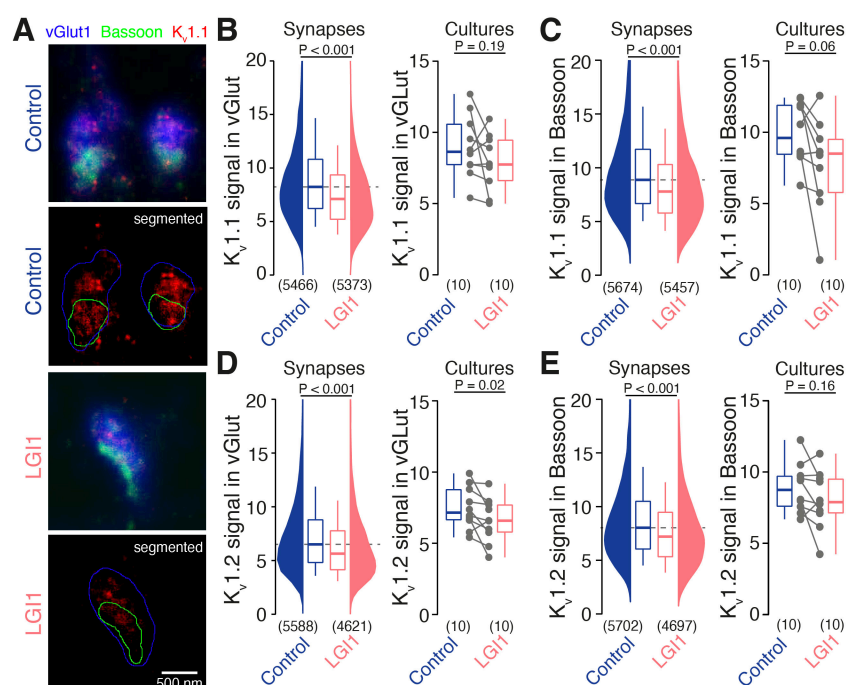 A
vGlut1 Bassoon Kv1.1
Control
Control
segmented
LGI1
LGI1
segmented
500 nm
B
Synapses
P < 0.001
Kv1.1 signal in vGlut
20
15
10
5
0
(5466) (5373)
Control LGI1
Cultures
P = 0.19
Kv1.1 signal in vGLut
15
10
5
0
(10) (10)
Control LGI1
C
Synapses
P < 0.001
Kv1.1 signal in Bassoon
20
15
10
5
0
(5674) (5457)
Control LGI1
Cultures
P = 0.06
Kv1.1 signal in Bassoon
15
10
5
0
(10) (10)
Control LGI1
D
Synapses
P < 0.001
Kv1.2 signal in vGlut
20
15
10
5
0
(5588) (4621)
Control LGI1
Cultures
P = 0.02
Kv1.2 signal in vGLut
15
10
5
0
(10) (10)
Control LGI1
E
Synapses
P < 0.001
Kv1.2 signal in Bassoon
20
15
10
5
0
(5702) (4697)
Control LGI1
Cultures
P = 0.16
Kv1.2 signal in Bassoon
15
10
5
0
(10) (10)
Control LGI1